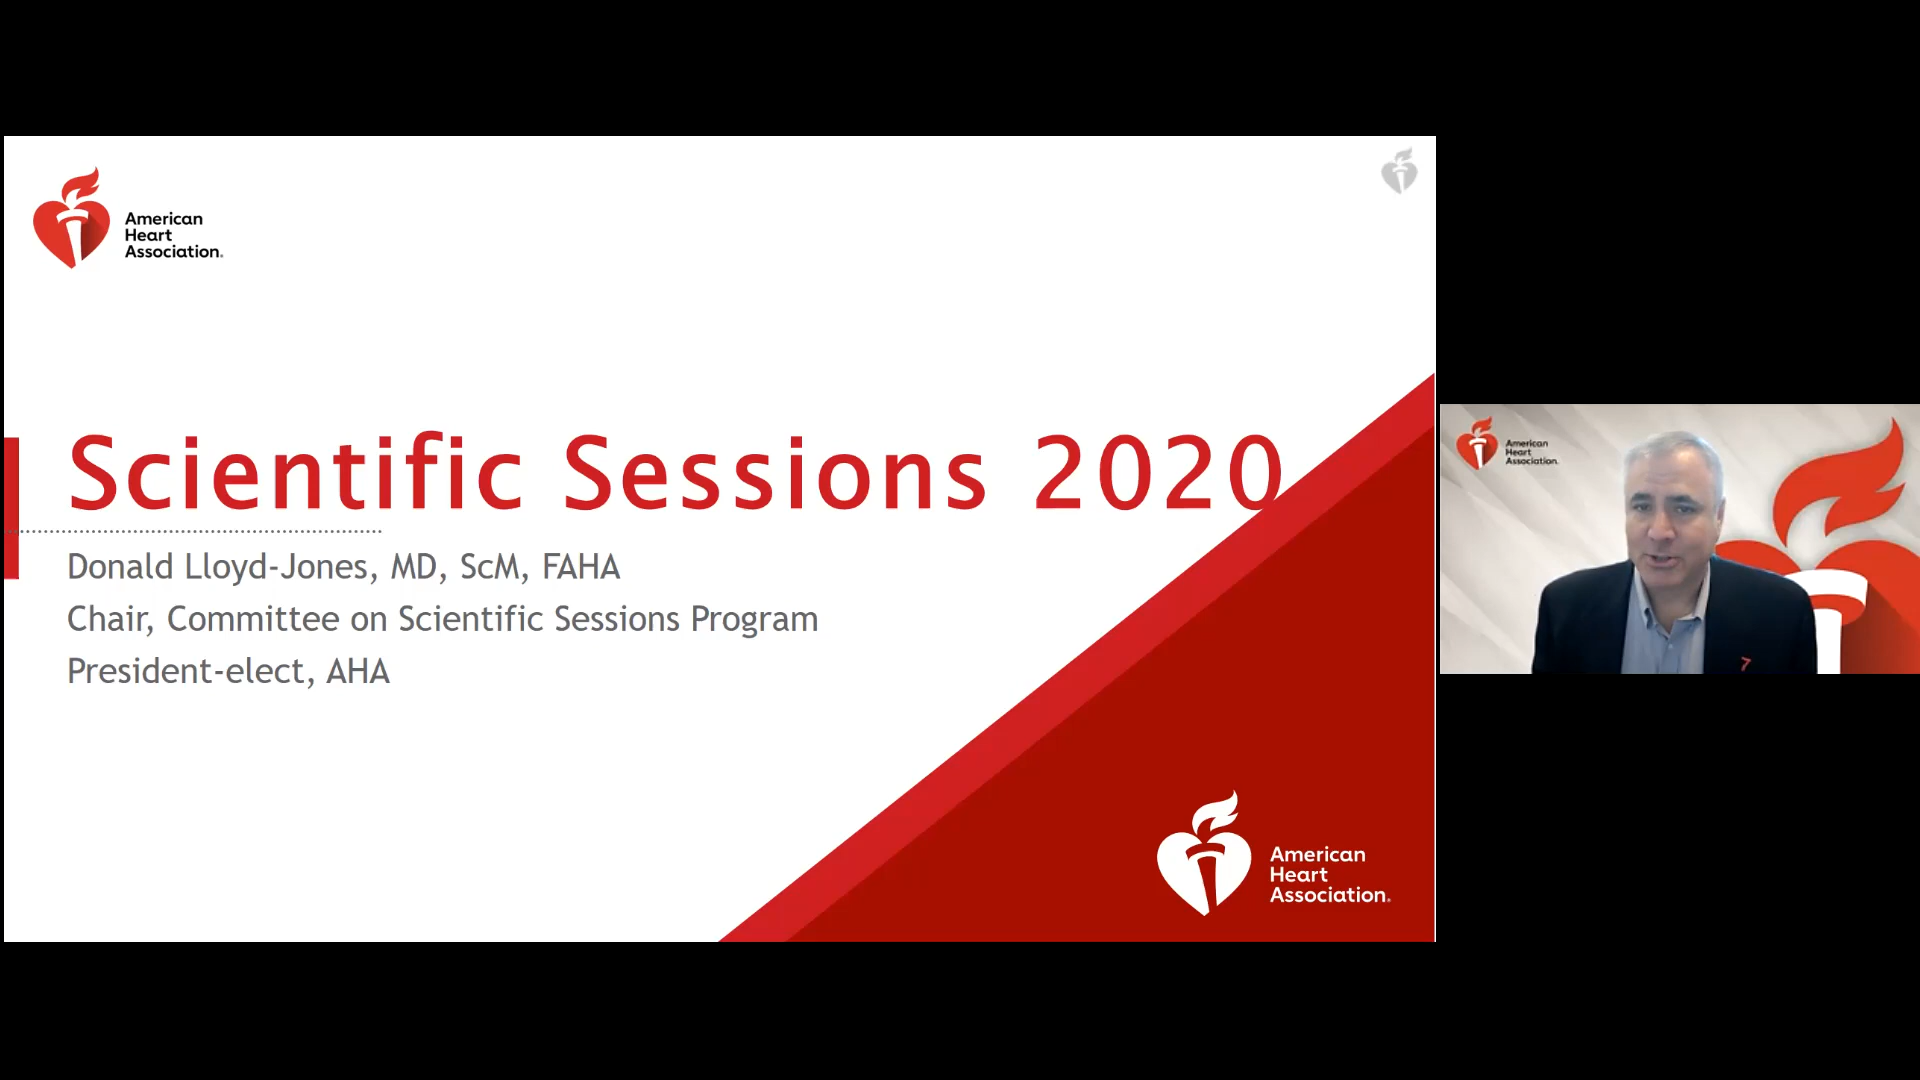 American
Heart
Association.
Scientific Sessions 2020
Donald Lloyd-Jones, MD, ScM, FAHA
Chair, Committee on Scientific Sessions Program
President-elect, AHA
American
Heart
Association.
American
Heart
Association.
7